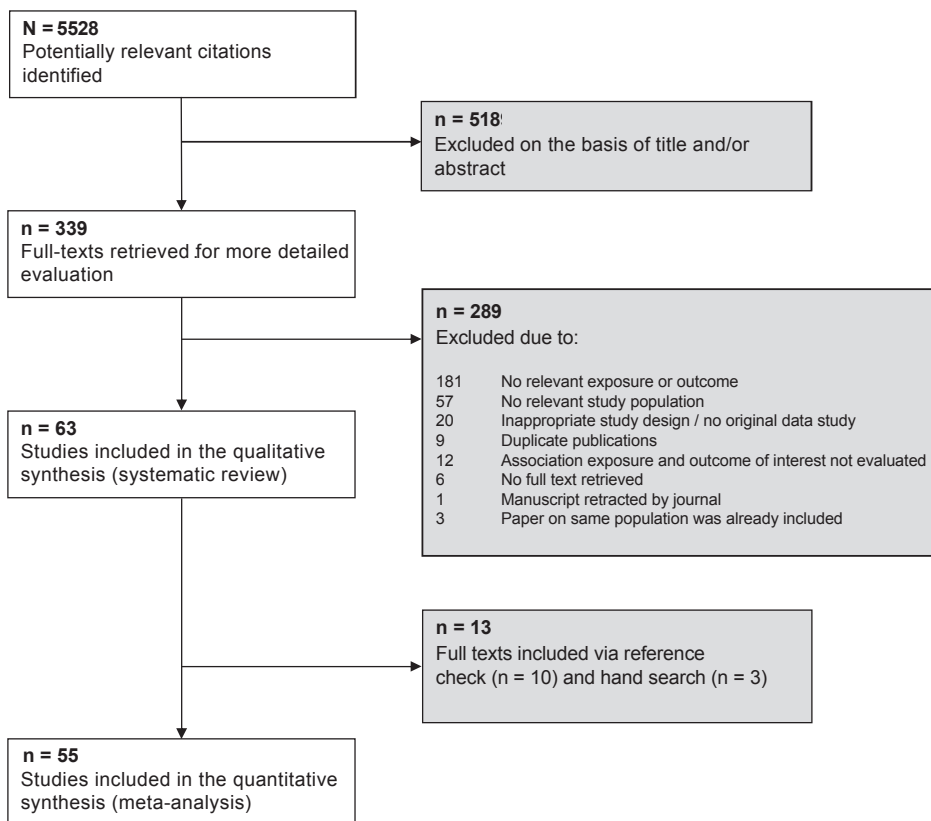 N = 5528
Potentially relevant citations
identified
n = 518
Excluded on the basis of title and/or
abstract
n = 339
Full-texts retrieved for more detailed
evaluation
n = 289
Excluded due to:
181 No relevant exposure or outcome
57 No relevant study population
20 Inappropriate study design / no original data study
9 Duplicate publications
12 Association exposure and outcome of interest not evaluated
6 No full text retrieved
1 Manuscript retracted by journal
3 Paper on same population was already included
n = 63
Studies included in the qualitative
synthesis (systematic review)
n = 13
Full texts included via reference
check (n = 10) and hand search (n = 3)
n = 55
Studies included in the quantitative
synthesis (meta-analysis)